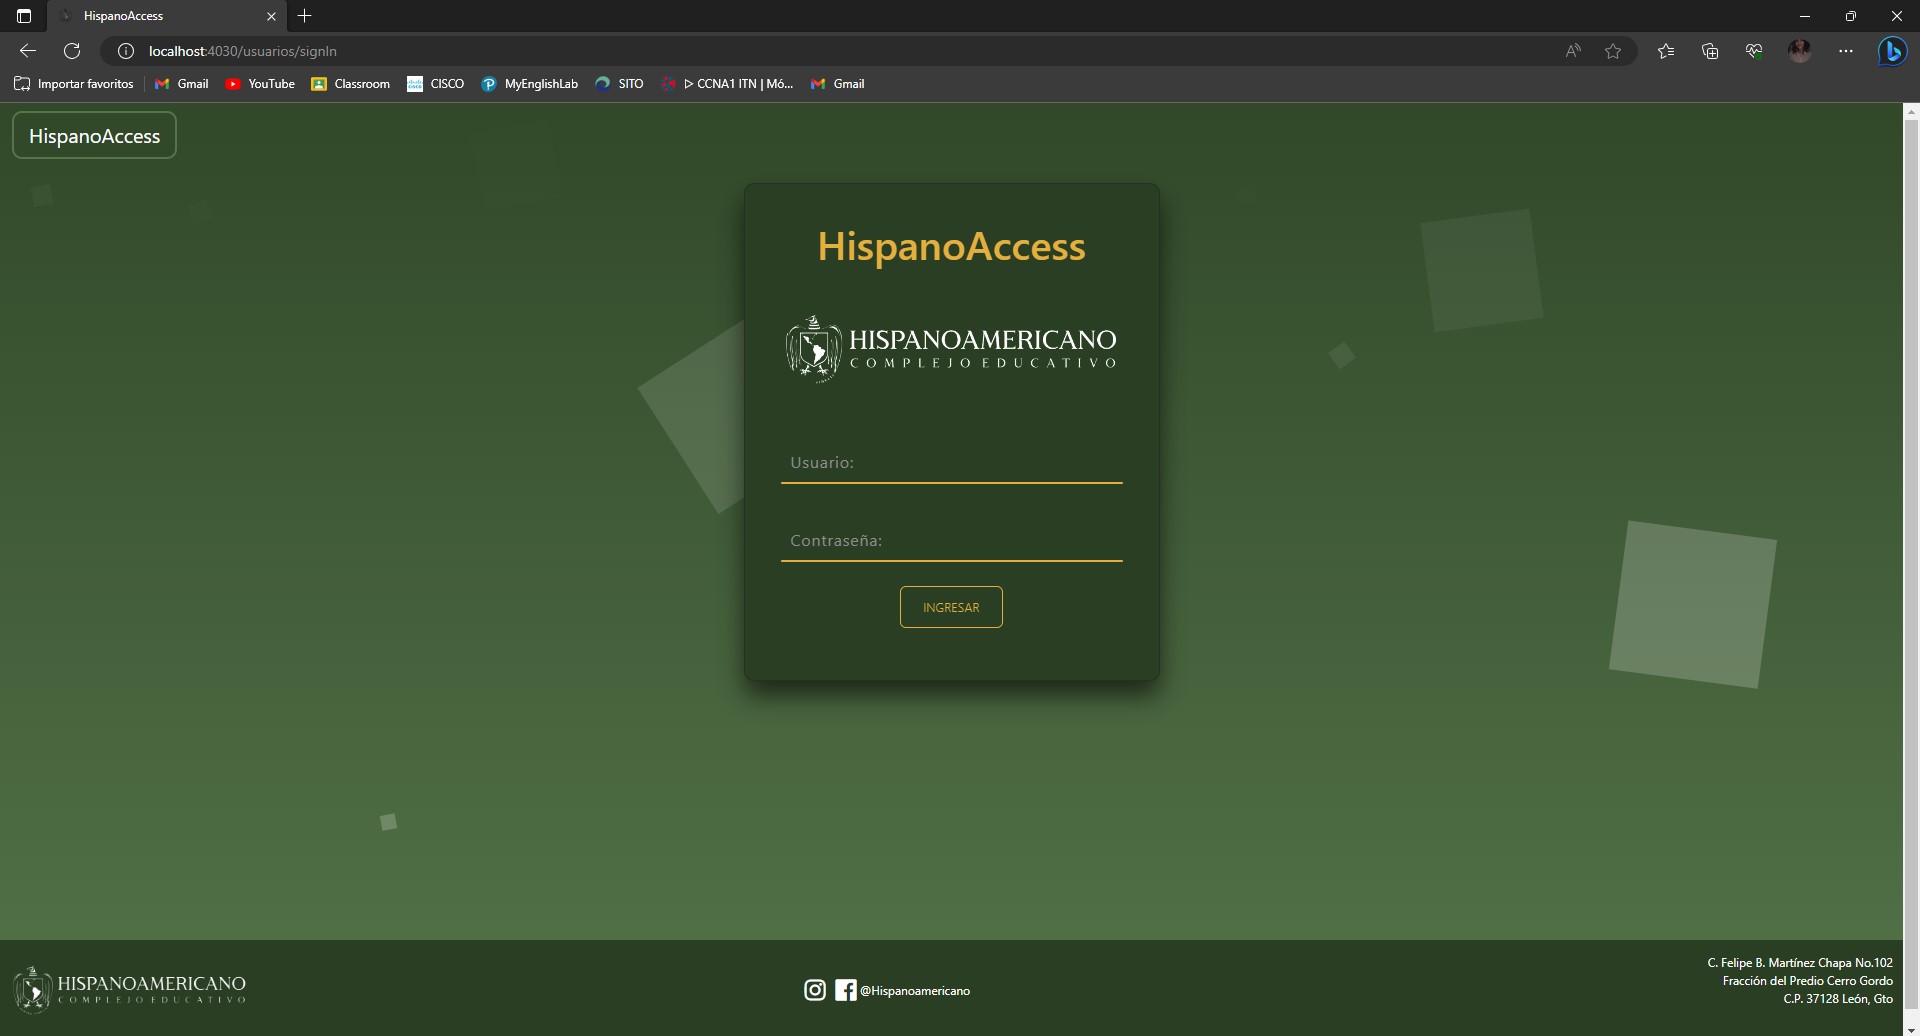 HispanoAccess
localhost:4030/usuarios/signIn
Importar favoritos
Gmail
YouTube
Classroom
CISCO
MyEnglishLab
SITO
ᐅ CCNA1 ITN | Mó...
Gmail
HispanoAccess
HispanoAccess
HISPANOAMERICANO
COMPLEJO EDUCATIVO
Usuario:
Contraseña:
INGRESAR
HISPANOAMERICANO
COMPLEJO EDUCATIVO
@Hispanoamericano
C. Felipe B. Martínez Chapa No.102
Fracción del Predio Cerro Gordo
C.P. 37128 León, Gto